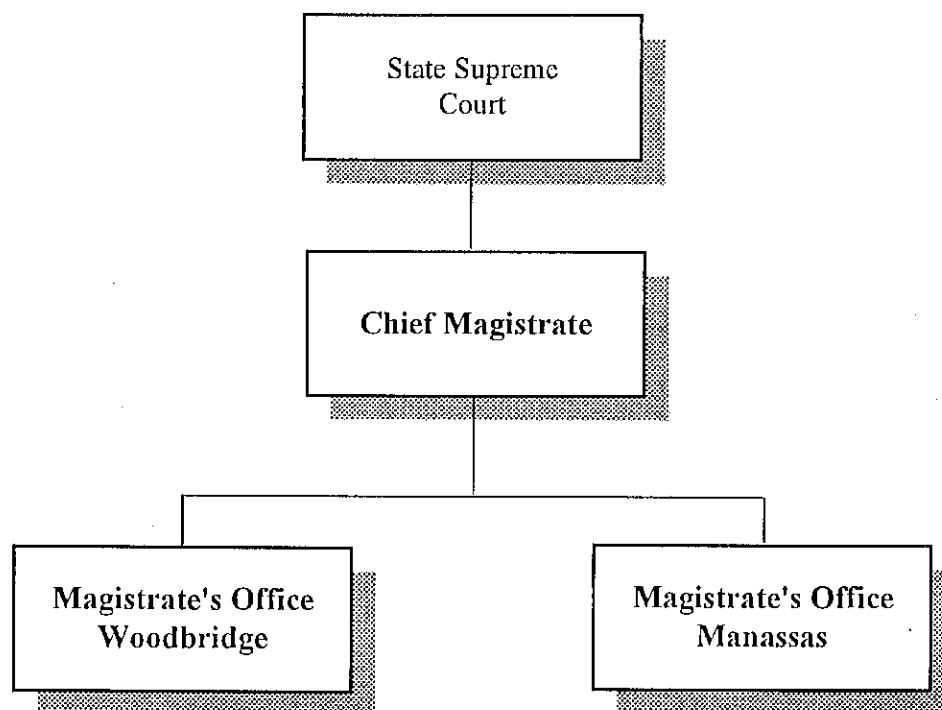 State Supreme
Court
Chief Magistrate
Magistrate's Office
Woodbridge
Magistrate's Office
Manassas